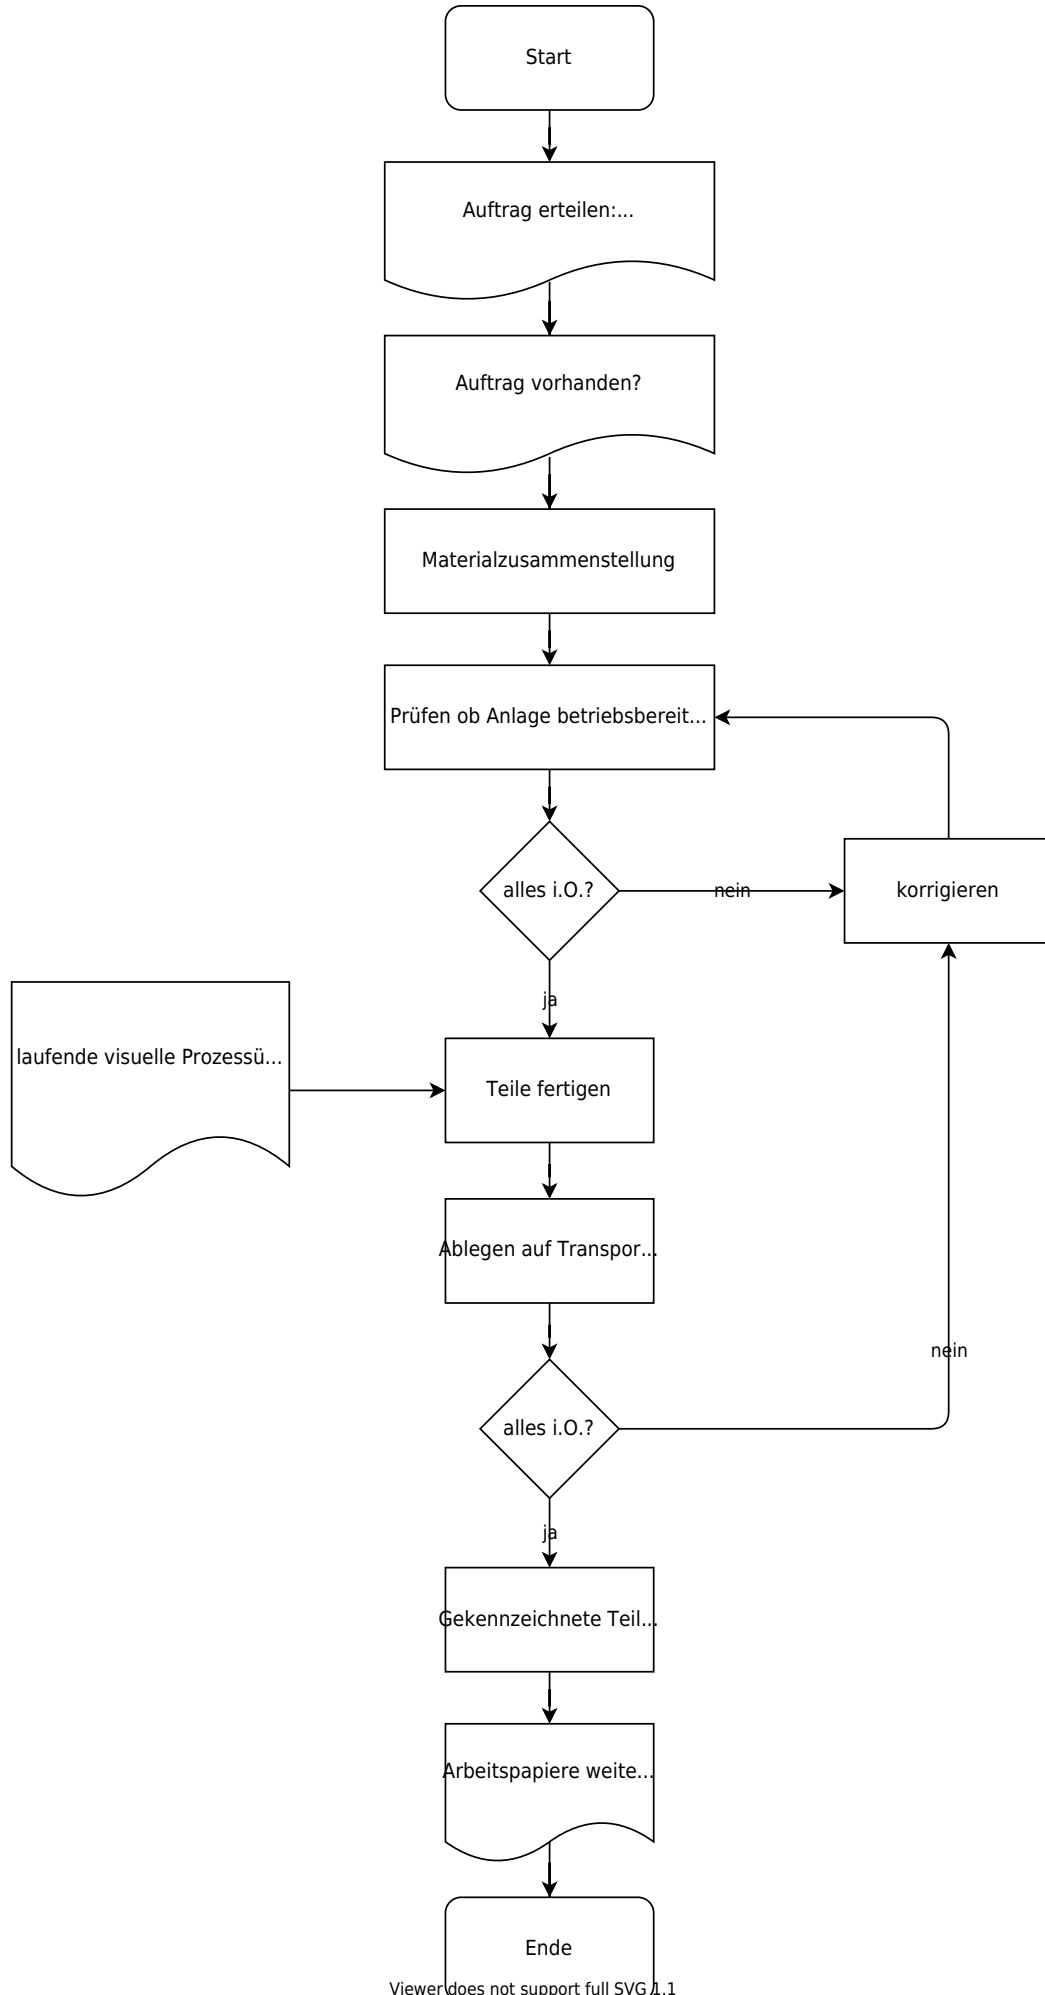 Start
Auftrag erteilen:...
Auftrag vorhanden?
Materialzusammenstellung
Prüfen ob Anlage betriebsbereit...
alles i.O.?
nein
korrigieren
ja
laufende visuelle Prozessü...
Teile fertigen
Ablegen auf Transpor...
nein
alles i.O.?
ja
Gekennzeichnete Teil...
Arbeitspapiere weite...
Ende
Viewer does not support full SVG 1.1